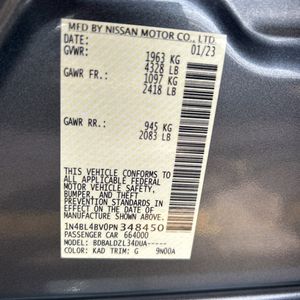 MFD BY NISSAN MOTOR CO., LTD.
DATE: 01/23
GVWR: 1963 KG
4328 LB
GAWR FR.: 1097 KG
2418 LB
GAWR RR.: 945 KG
2083 LB
THIS VEHICLE CONFORMS TO
ALL APPLICABLE FEDERAL
MOTOR VEHICLE SAFETY,
BUMPER, AND THEFT
PREVENTION STANDARDS IN
EFFECT ON THE DATE OF
MANUFACTURE SHOWN ABOVE.
1N4BL4BV0PN348450
PASSENGER CAR 664000
MODEL: BDBALDZL34DUA-----
COLOR: KAD TRIM: G 9N00A